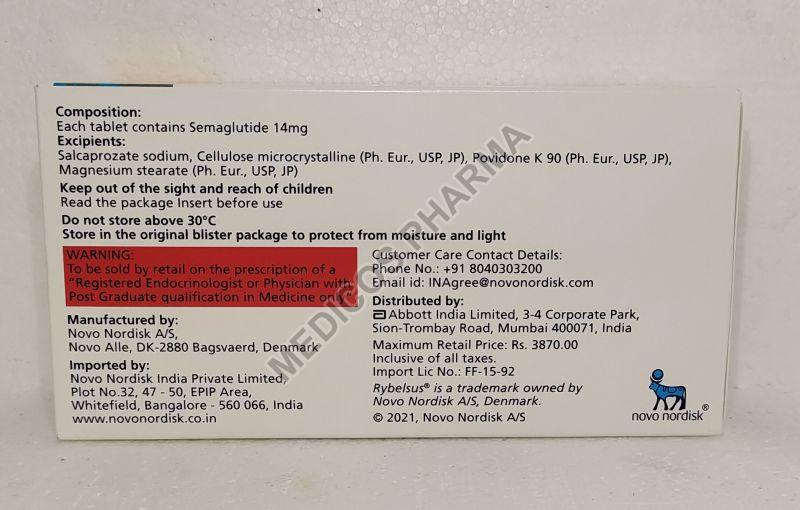 Composition:
Each tablet contains Semaglutide 14mg
Excipients:
Salcaprozate sodium, Cellulose microcrystalline (Ph. Eur., USP, JP), Povidone K 90 (Ph. Eur., USP, JP),
Magnesium stearate (Ph. Eur., USP, JP)
Keep out of the sight and reach of children
Read the package Insert before use
Do not store above 30°C
Store in the original blister package to protect from moisture and light
WARNING:
To be sold by retail on the prescription of a
“Registered Endocrinologist or Physician with
Post Graduate qualification in Medicine only”
Manufactured by:
Novo Nordisk A/S,
Novo Alle, DK-2880 Bagsvaerd, Denmark
Imported by:
Novo Nordisk India Private Limited,
Plot No.32, 47 - 50, EPIP Area,
Whitefield, Bangalore - 560 066, India
www.novonordisk.co.in
Customer Care Contact Details:
Phone No.: +91 8040303200
Email id: INAgree@novonordisk.com
Distributed by:
Abbott India Limited, 3-4 Corporate Park,
Sion-Trombay Road, Mumbai 400071, India
Maximum Retail Price: Rs. 3870.00
Inclusive of all taxes.
Import Lic No.: FF-15-92
Rybelsus® is a trademark owned by
Novo Nordisk A/S, Denmark.
© 2021, Novo Nordisk A/S
novo nordisk®
MEDICOS PHARMA